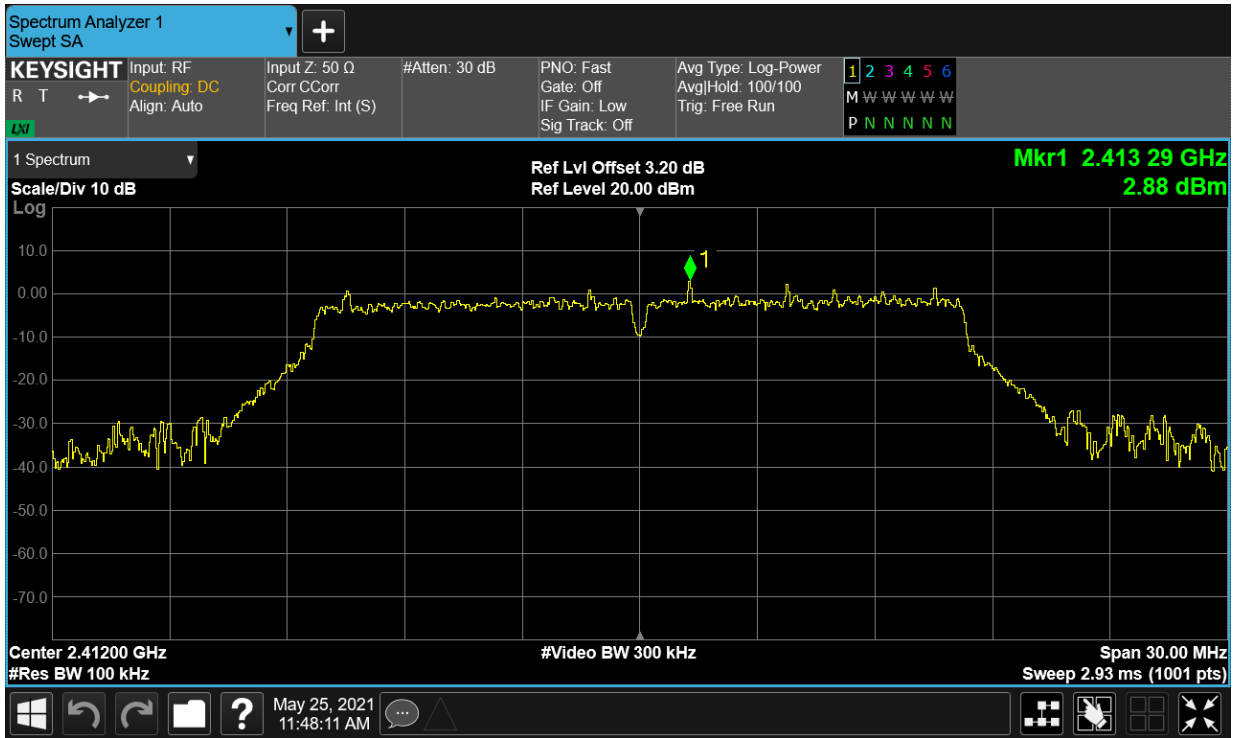 Spectrum Analyzer 1
Swept SA
KEYSIGHT
R T
LXI
Input: RF
Coupling: DC
Align: Auto
Input Z: 50 Ω
Corr CCorr
Freq Ref: Int (S)
#Atten: 30 dB
PNO: Fast
Gate: Off
IF Gain: Low
Sig Track: Off
Avg Type: Log-Power
Avg|Hold: 100/100
Trig: Free Run
1 2 3 4 5 6
M W W W W W
P N N N N N
1 Spectrum
Scale/Div 10 dB
Log
Ref Lvl Offset 3.20 dB
Ref Level 20.00 dBm
Mkr1 2.413 29 GHz
2.88 dBm
1
10.0
0.00
-10.0
-20.0
-30.0
-40.0
-50.0
-60.0
-70.0
Center 2.41200 GHz
#Video BW 300 kHz
Span 30.00 MHz
#Res BW 100 kHz
Sweep 2.93 ms (1001 pts)
?
May 25, 2021
11:48:11 AM